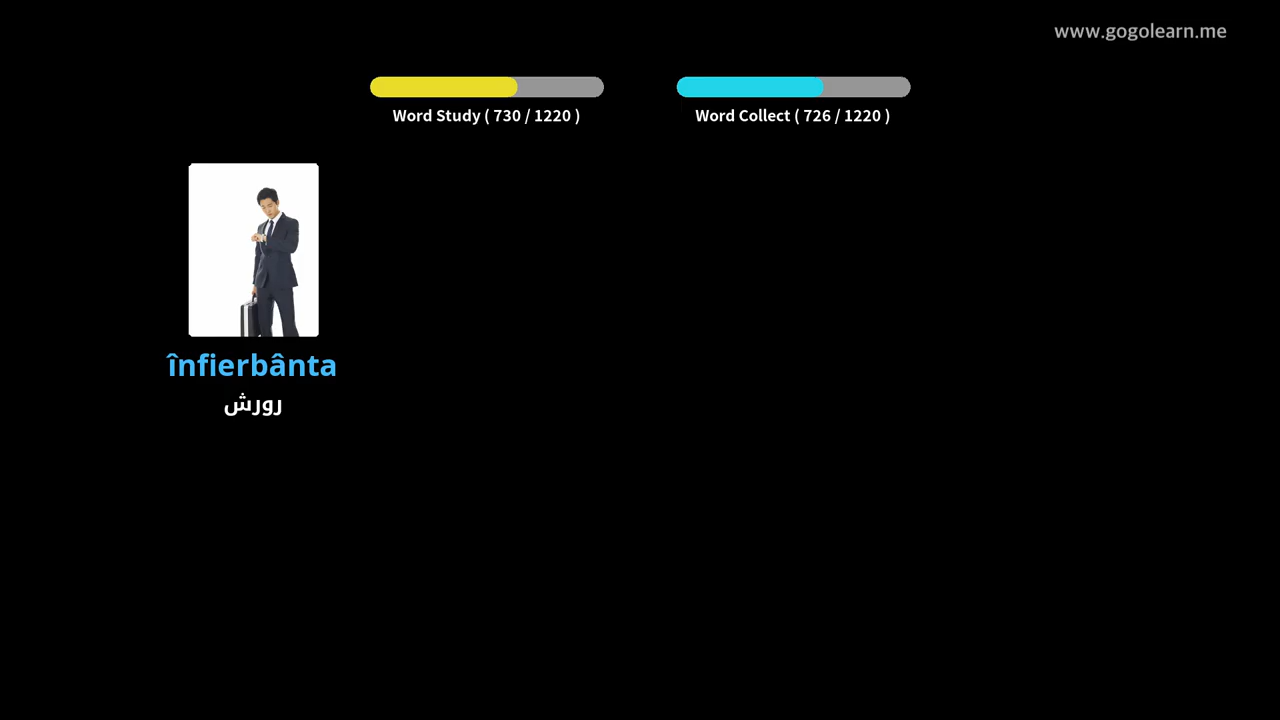 www.gogolearn.me
Word Study ( 730 / 1220 )
Word Collect ( 726 / 1220 )
înfierbânta
رورش